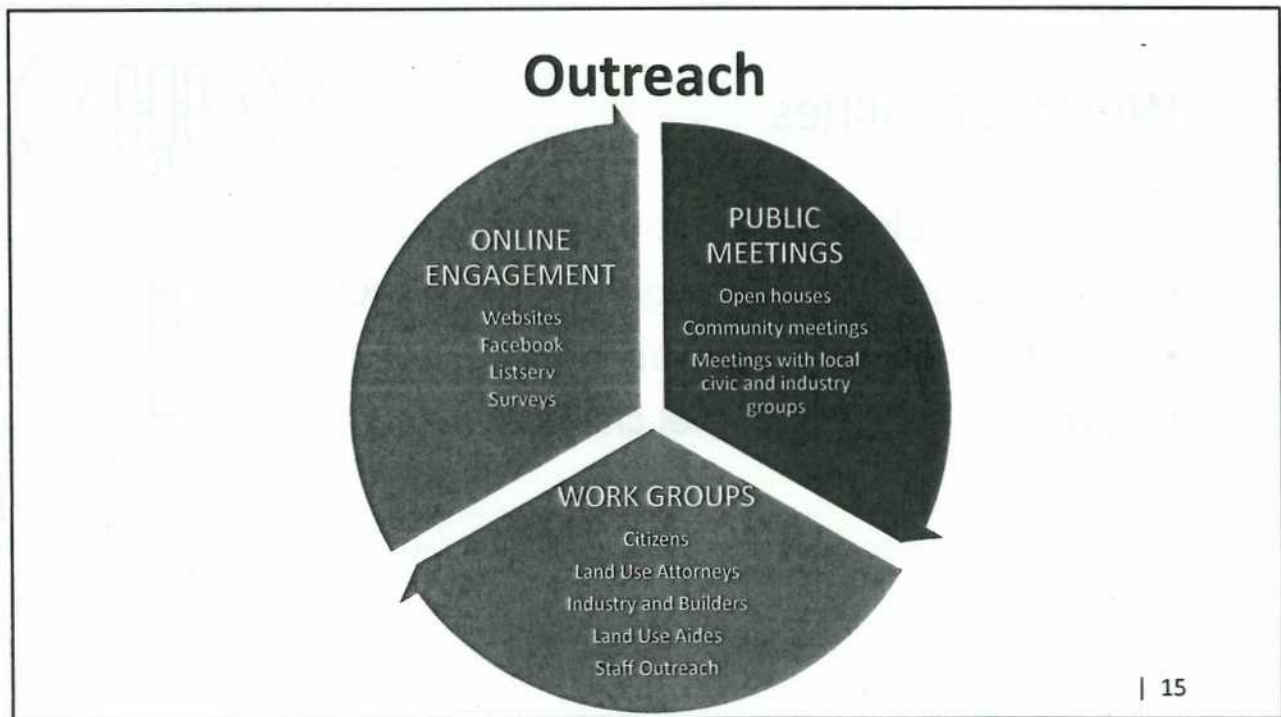 Outreach
ONLINE
ENGAGEMENT
Websites
Facebook
Listserv
Surveys
PUBLIC
MEETINGS
Open houses
Community meetings
Meetings with local
civic and industry
groups
WORK GROUPS
Citizens
Land Use Attorneys
Industry and Builders
Land Use Aides
Staff Outreach
| 15